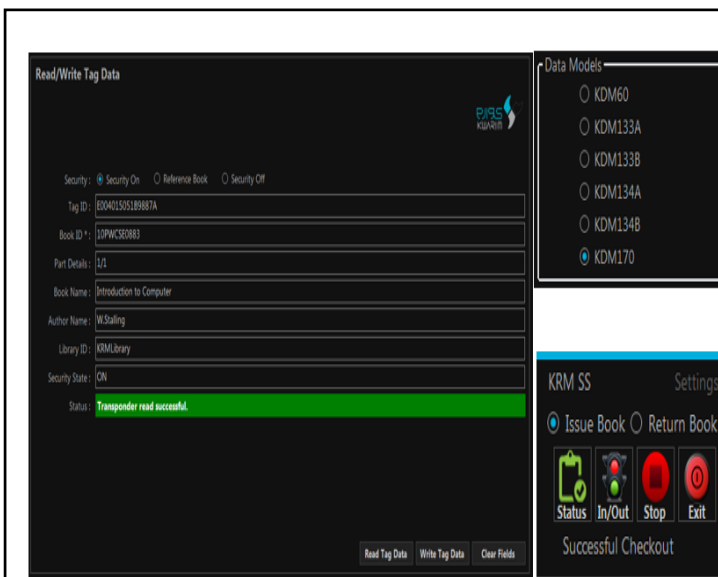 Read/Write Tag Data
KWARIM
Security : Security On Reference Book Security Off
Tag ID : E004015051B9887A
Book ID * : 10PWCSE0883
Part Details : 1/1
Book Name : Introduction to Computer
Author Name : W.Staling
Library ID : KRMLibrary
Security State : ON
Status : Transponder read successful.
Read Tag Data Write Tag Data Clear Fields
Data Models
KDM60
KDM133A
KDM133B
KDM134A
KDM134B
KDM170
KRM SS Settings
Issue Book Return Book
Status In/Out Stop Exit
Successful Checkout